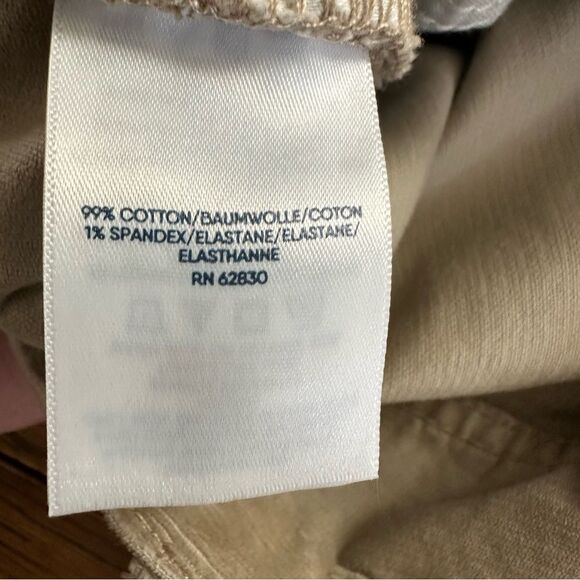 99% COTTON/BAUMWOLLE/COTON
1% SPANDEX/ELASTANE/ELASTANE/
ELASTHANNE
RN 62830